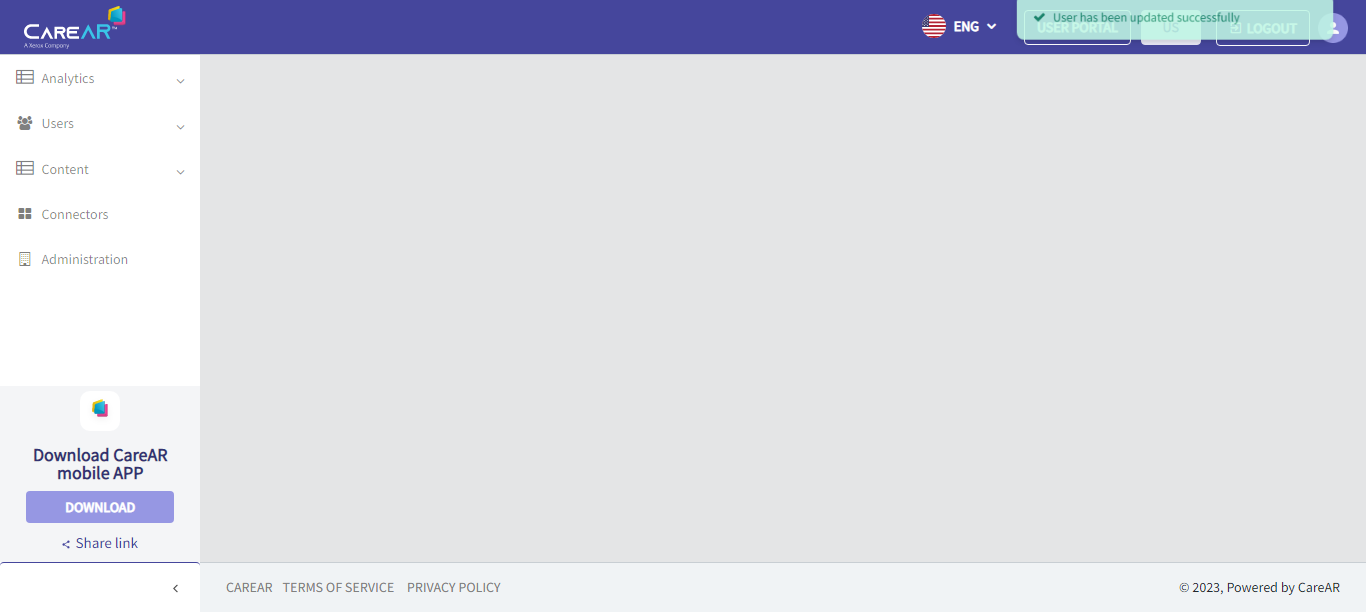 CAREAR™
A Xerox Company
ENG
User has been updated successfully
USER PORTAL
US
LOGOUT
Analytics
Users
Content
Connectors
Administration
Download CareAR
mobile APP
DOWNLOAD
Share link
CAREAR TERMS OF SERVICE PRIVACY POLICY
© 2023, Powered by CareAR